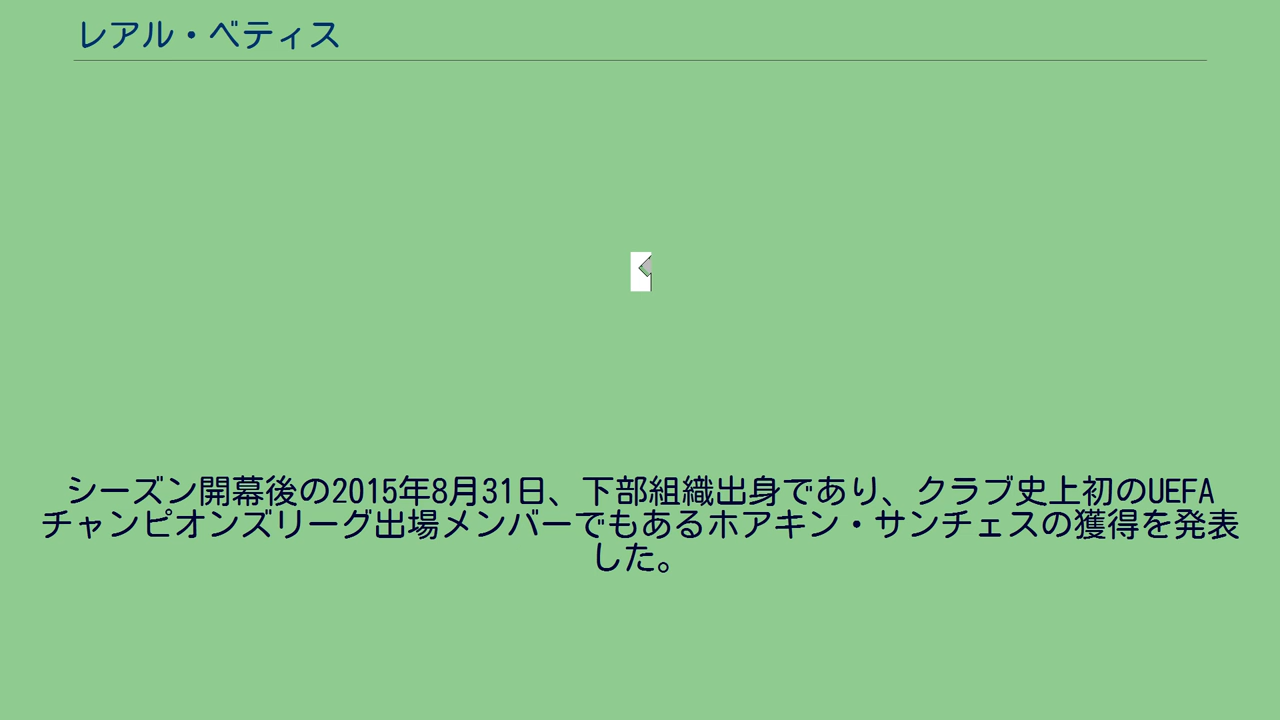 レアル・ベティス
シーズン開幕後の2015年8月31日、下部組織出身であり、クラブ史上初のUEFA
チャンピオンズリーグ出場メンバーでもあるホアキン・サンチェスの獲得を発表
した。